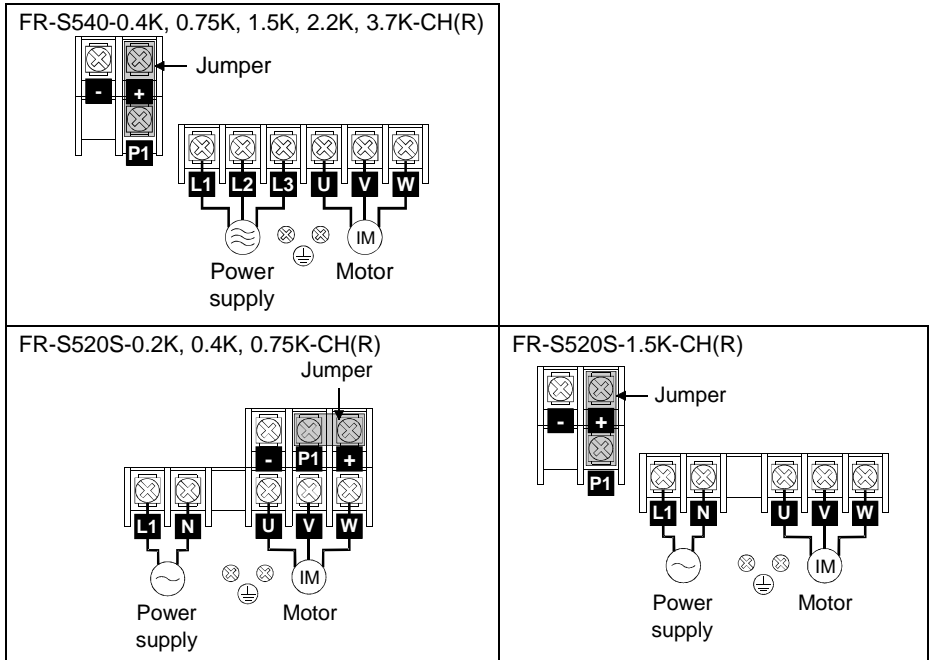 FR-S540-0.4K, 0.75K, 1.5K, 2.2K, 3.7K-CH(R)
Jumper
- +
P1
L1 L2 L3 U V W
IM
Power
supply
Motor
FR-S520S-0.2K, 0.4K, 0.75K-CH(R)
Jumper
- P1 +
L1 N U V W
IM
Power
supply
Motor
FR-S520S-1.5K-CH(R)
Jumper
- +
P1
L1 N U V W
IM
Power
supply
Motor